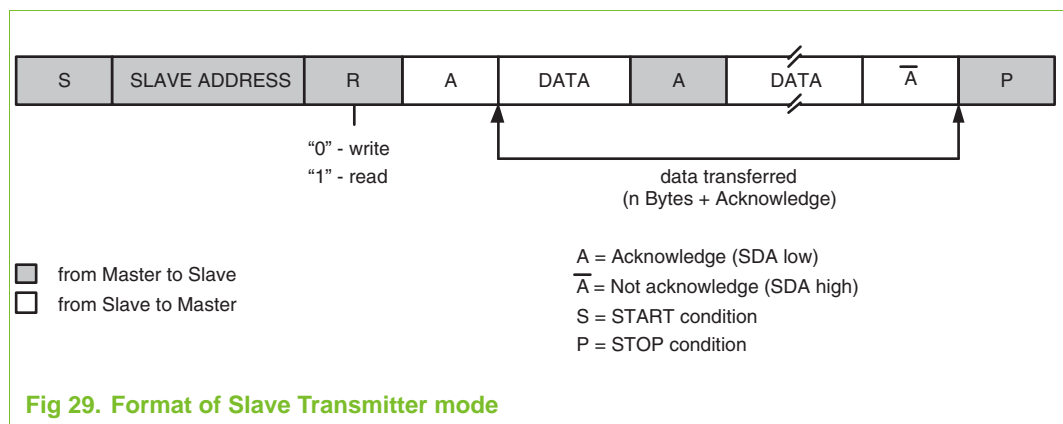 S SLAVE ADDRESS R A DATA A DATA A̅ P
“0” - write
“1” - read
data transferred
(n Bytes + Acknowledge)
from Master to Slave
from Slave to Master
A = Acknowledge (SDA low)
A̅ = Not acknowledge (SDA high)
S = START condition
P = STOP condition
Fig 29. Format of Slave Transmitter mode